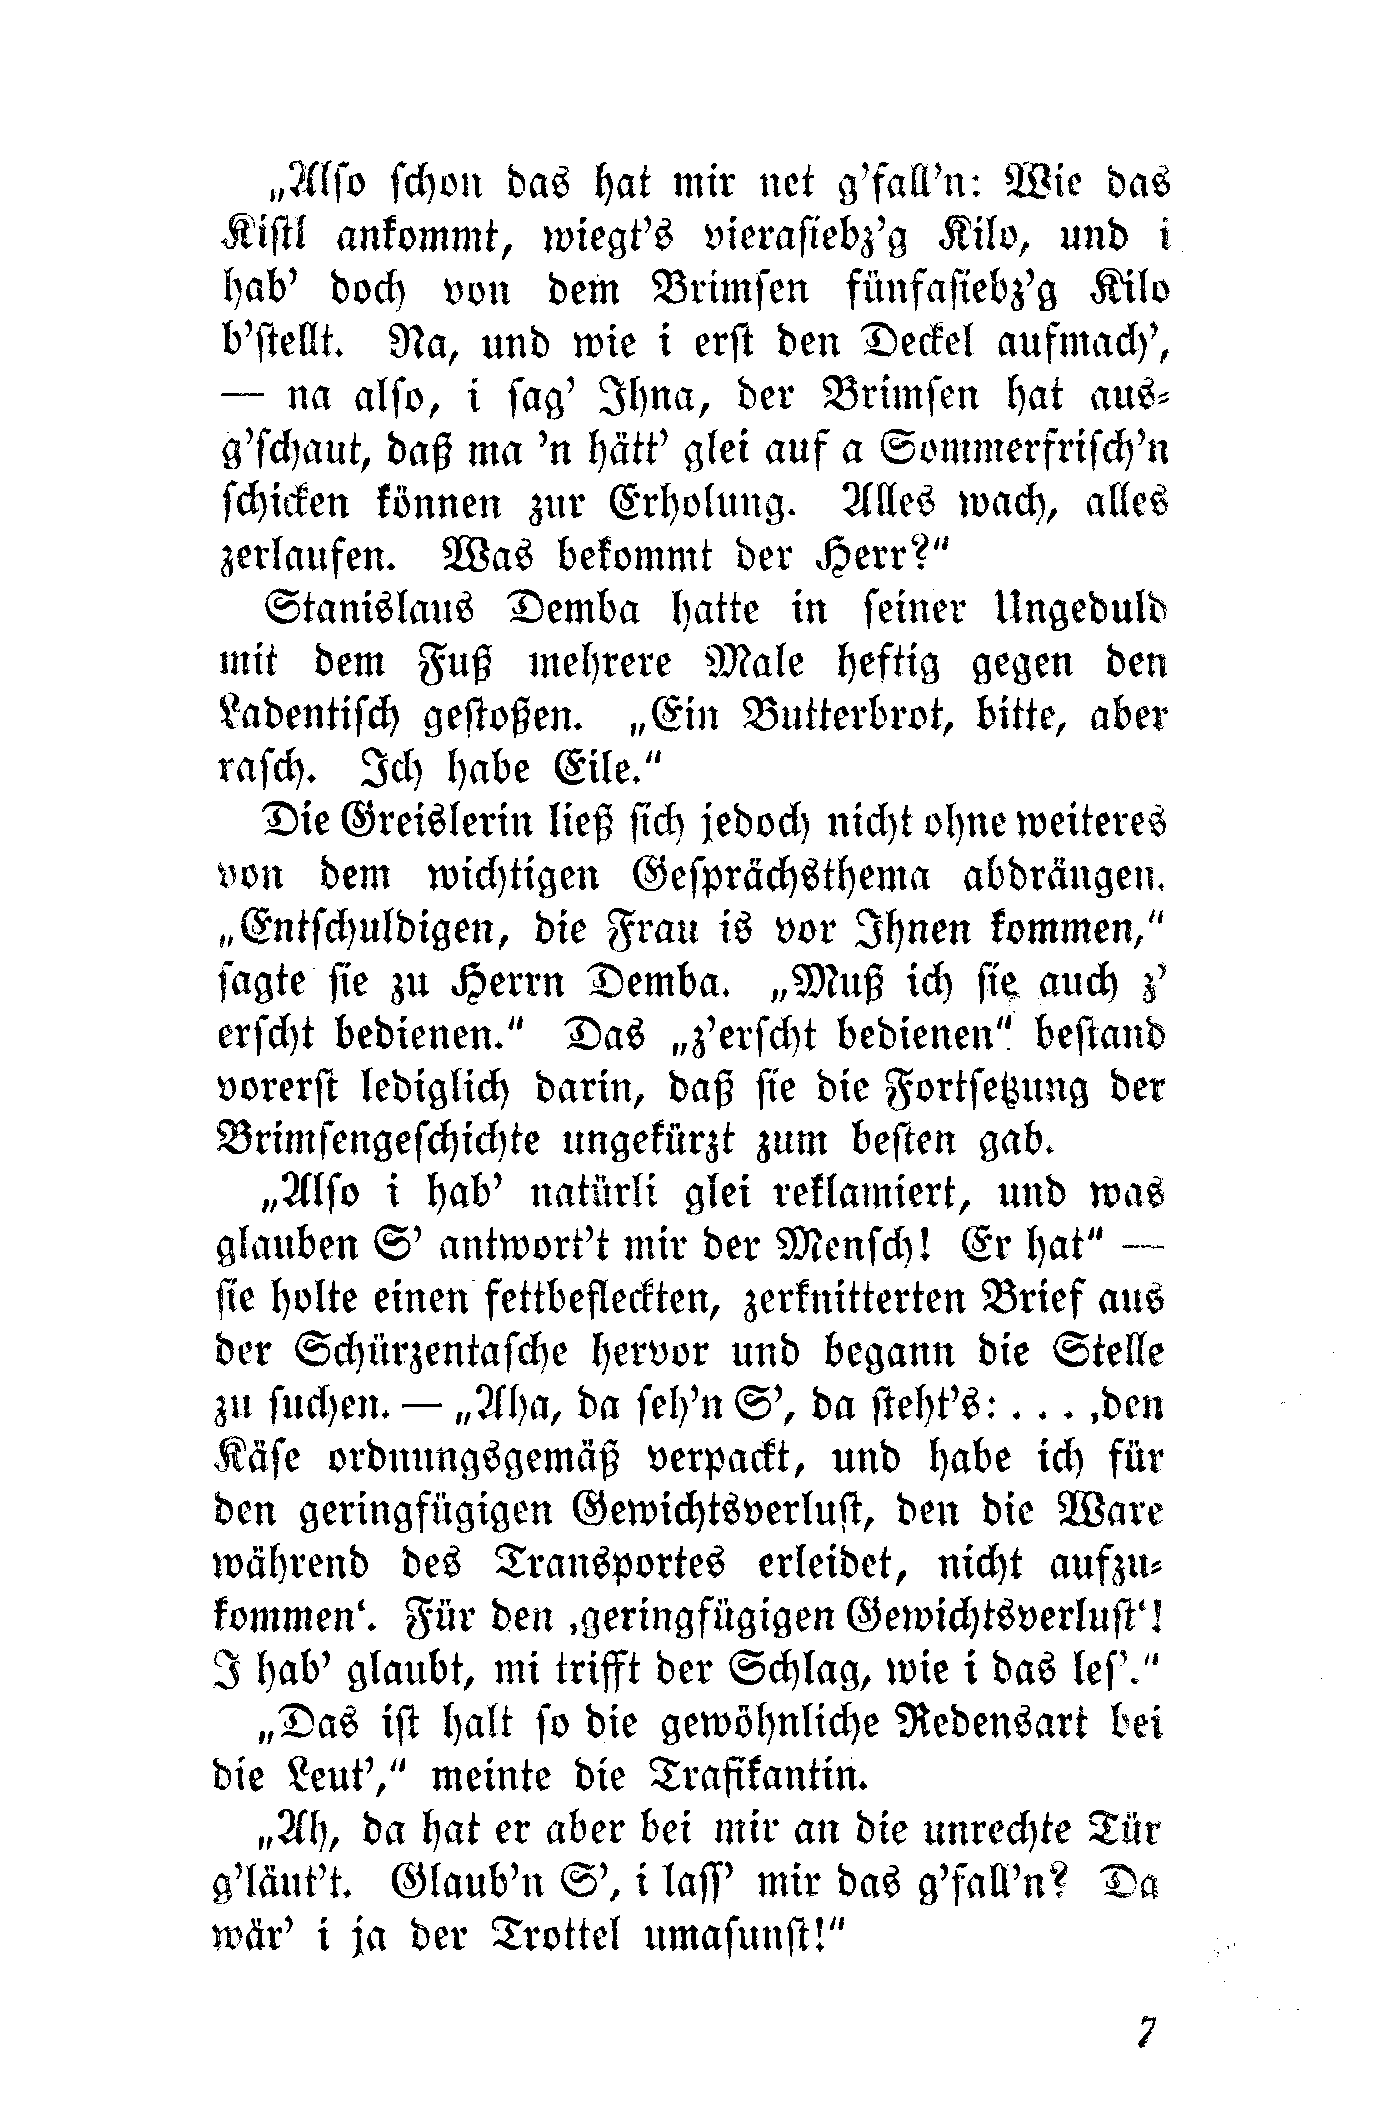 „Also schon das hat mir net g’fall’n: Wie das
Kistl ankommt, wiegt’s vierasiebz’g Kilo, und i
hab’ doch von dem Brimsen fünfasiebz’g Kilo
b’stellt. Na, und wie i erst den Deckel aufmach’,
— na also, i sag’ Ihna, der Brimsen hat aus-
g’schaut, daß ma ’n hätt’ glei auf a Sommerfrisch’n
schicken können zur Erholung. Alles wach, alles
zerlaufen. Was bekommt der Herr?“
Stanislaus Demba hatte in seiner Ungeduld
mit dem Fuß mehrere Male heftig gegen den
Ladentisch gestoßen. „Ein Butterbrot, bitte, aber
rasch. Ich habe Eile.“
Die Greislerin ließ sich jedoch nicht ohne weiteres
von dem wichtigen Gesprächsthema abdrängen.
„Entschuldigen, die Frau is vor Ihnen kommen,“
sagte sie zu Herrn Demba. „Muß ich sie auch z’
erscht bedienen.“ Das „z’erscht bedienen“ bestand
vorerst lediglich darin, daß sie die Fortsetzung der
Brimsengeschichte ungekürzt zum besten gab.
„Also i hab’ natürli glei reklamiert, und was
glauben S’ antwort’t mir der Mensch! Er hat“ —
sie holte einen fettbefleckten, zerknitterten Brief aus
der Schürzentasche hervor und begann die Stelle
zu suchen. — „Aha, da seh’n S’, da steht’s: . . . ‚den
Käse ordnungsgemäß verpackt, und habe ich für
den geringfügigen Gewichtsverlust, den die Ware
während des Transportes erleidet, nicht aufzu-
kommen‘. Für den ‚geringfügigen Gewichtsverlust‘!
I hab’ glaubt, mi trifft der Schlag, wie i das les’.“
„Das ist halt so die gewöhnliche Redensart bei
die Leut’,“ meinte die Trafikantin.
„Ah, da hat er aber bei mir an die unrechte Tür
g’läut’t. Glaub’n S’, i lass’ mir das g’fall’n? Da
wär’ i ja der Trottel umasunst!“
7